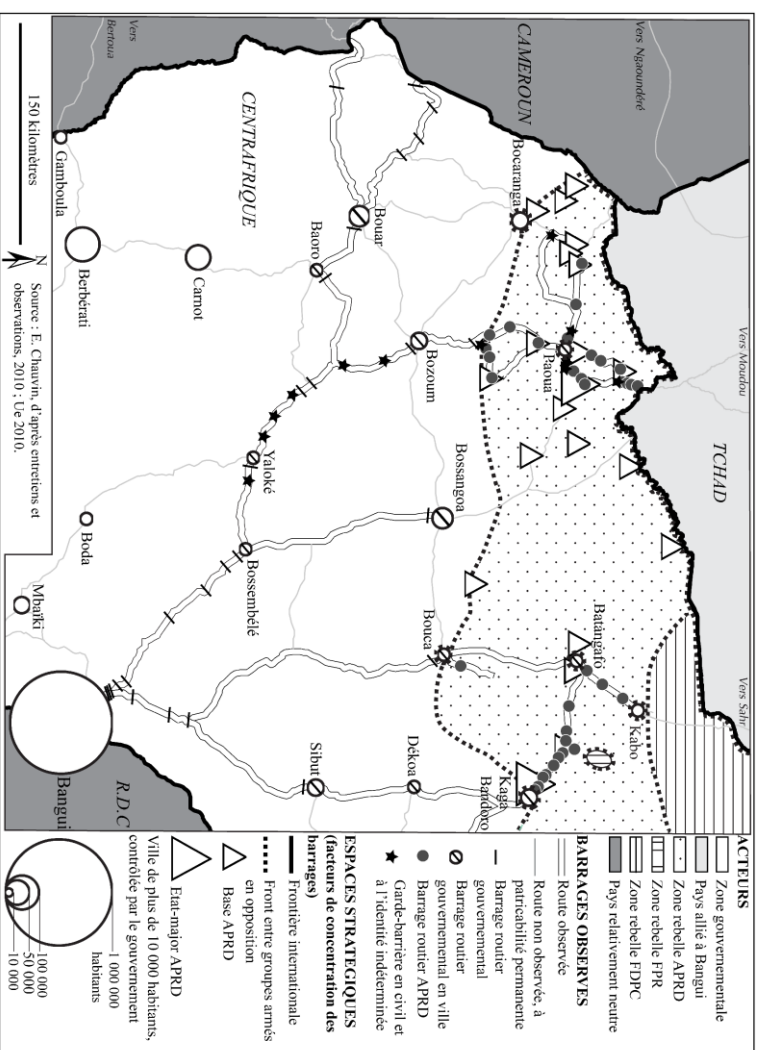 Vers
Bertoua
Vers Ngaoundéré
Vers Moudou
Vers Sahr
CAMEROUN
TCHAD
CENTRAFRIQUE
R.D.C
Bocaranga
Bouar
Baoro
Gamboula
Berbérati
Carnot
Bozoum
Paoua
Bossangoa
Yaloké
Bossembélé
Boda
Mbaïki
Bouca
Batangafo
Kabo
Kaga
Bandoro
Dékoa
Sibut
Bangui
150 kilomètres
N
Source : E. Chauvin, d'après entretiens et
observations, 2010 ; Ue 2010.
ACTEURS
Zone gouvernementale
Pays allié à Bangui
Zone rebelle APRD
Zone rebelle FPR
Zone rebelle FDPC
Pays relativement neutre
BARRAGES OBSERVES
Route observée
Route non observée, à
patricabilité permanente
Barrage routier
gouvernemental
Barrage routier
gouvernemental en ville
Barrage routier APRD
Garde-barrière en civil et
à l'identité indéterminée
ESPACES STRATEGIQUES
(facteurs de concentration des
barrages)
Frontière internationale
Front entre groupes armés
en opposition
Base APRD
Etat-major APRD
Ville de plus de 10 000 habitants,
contrôlée par le gouvernement
1 000 000
habitants
100 000
50 000
10 000